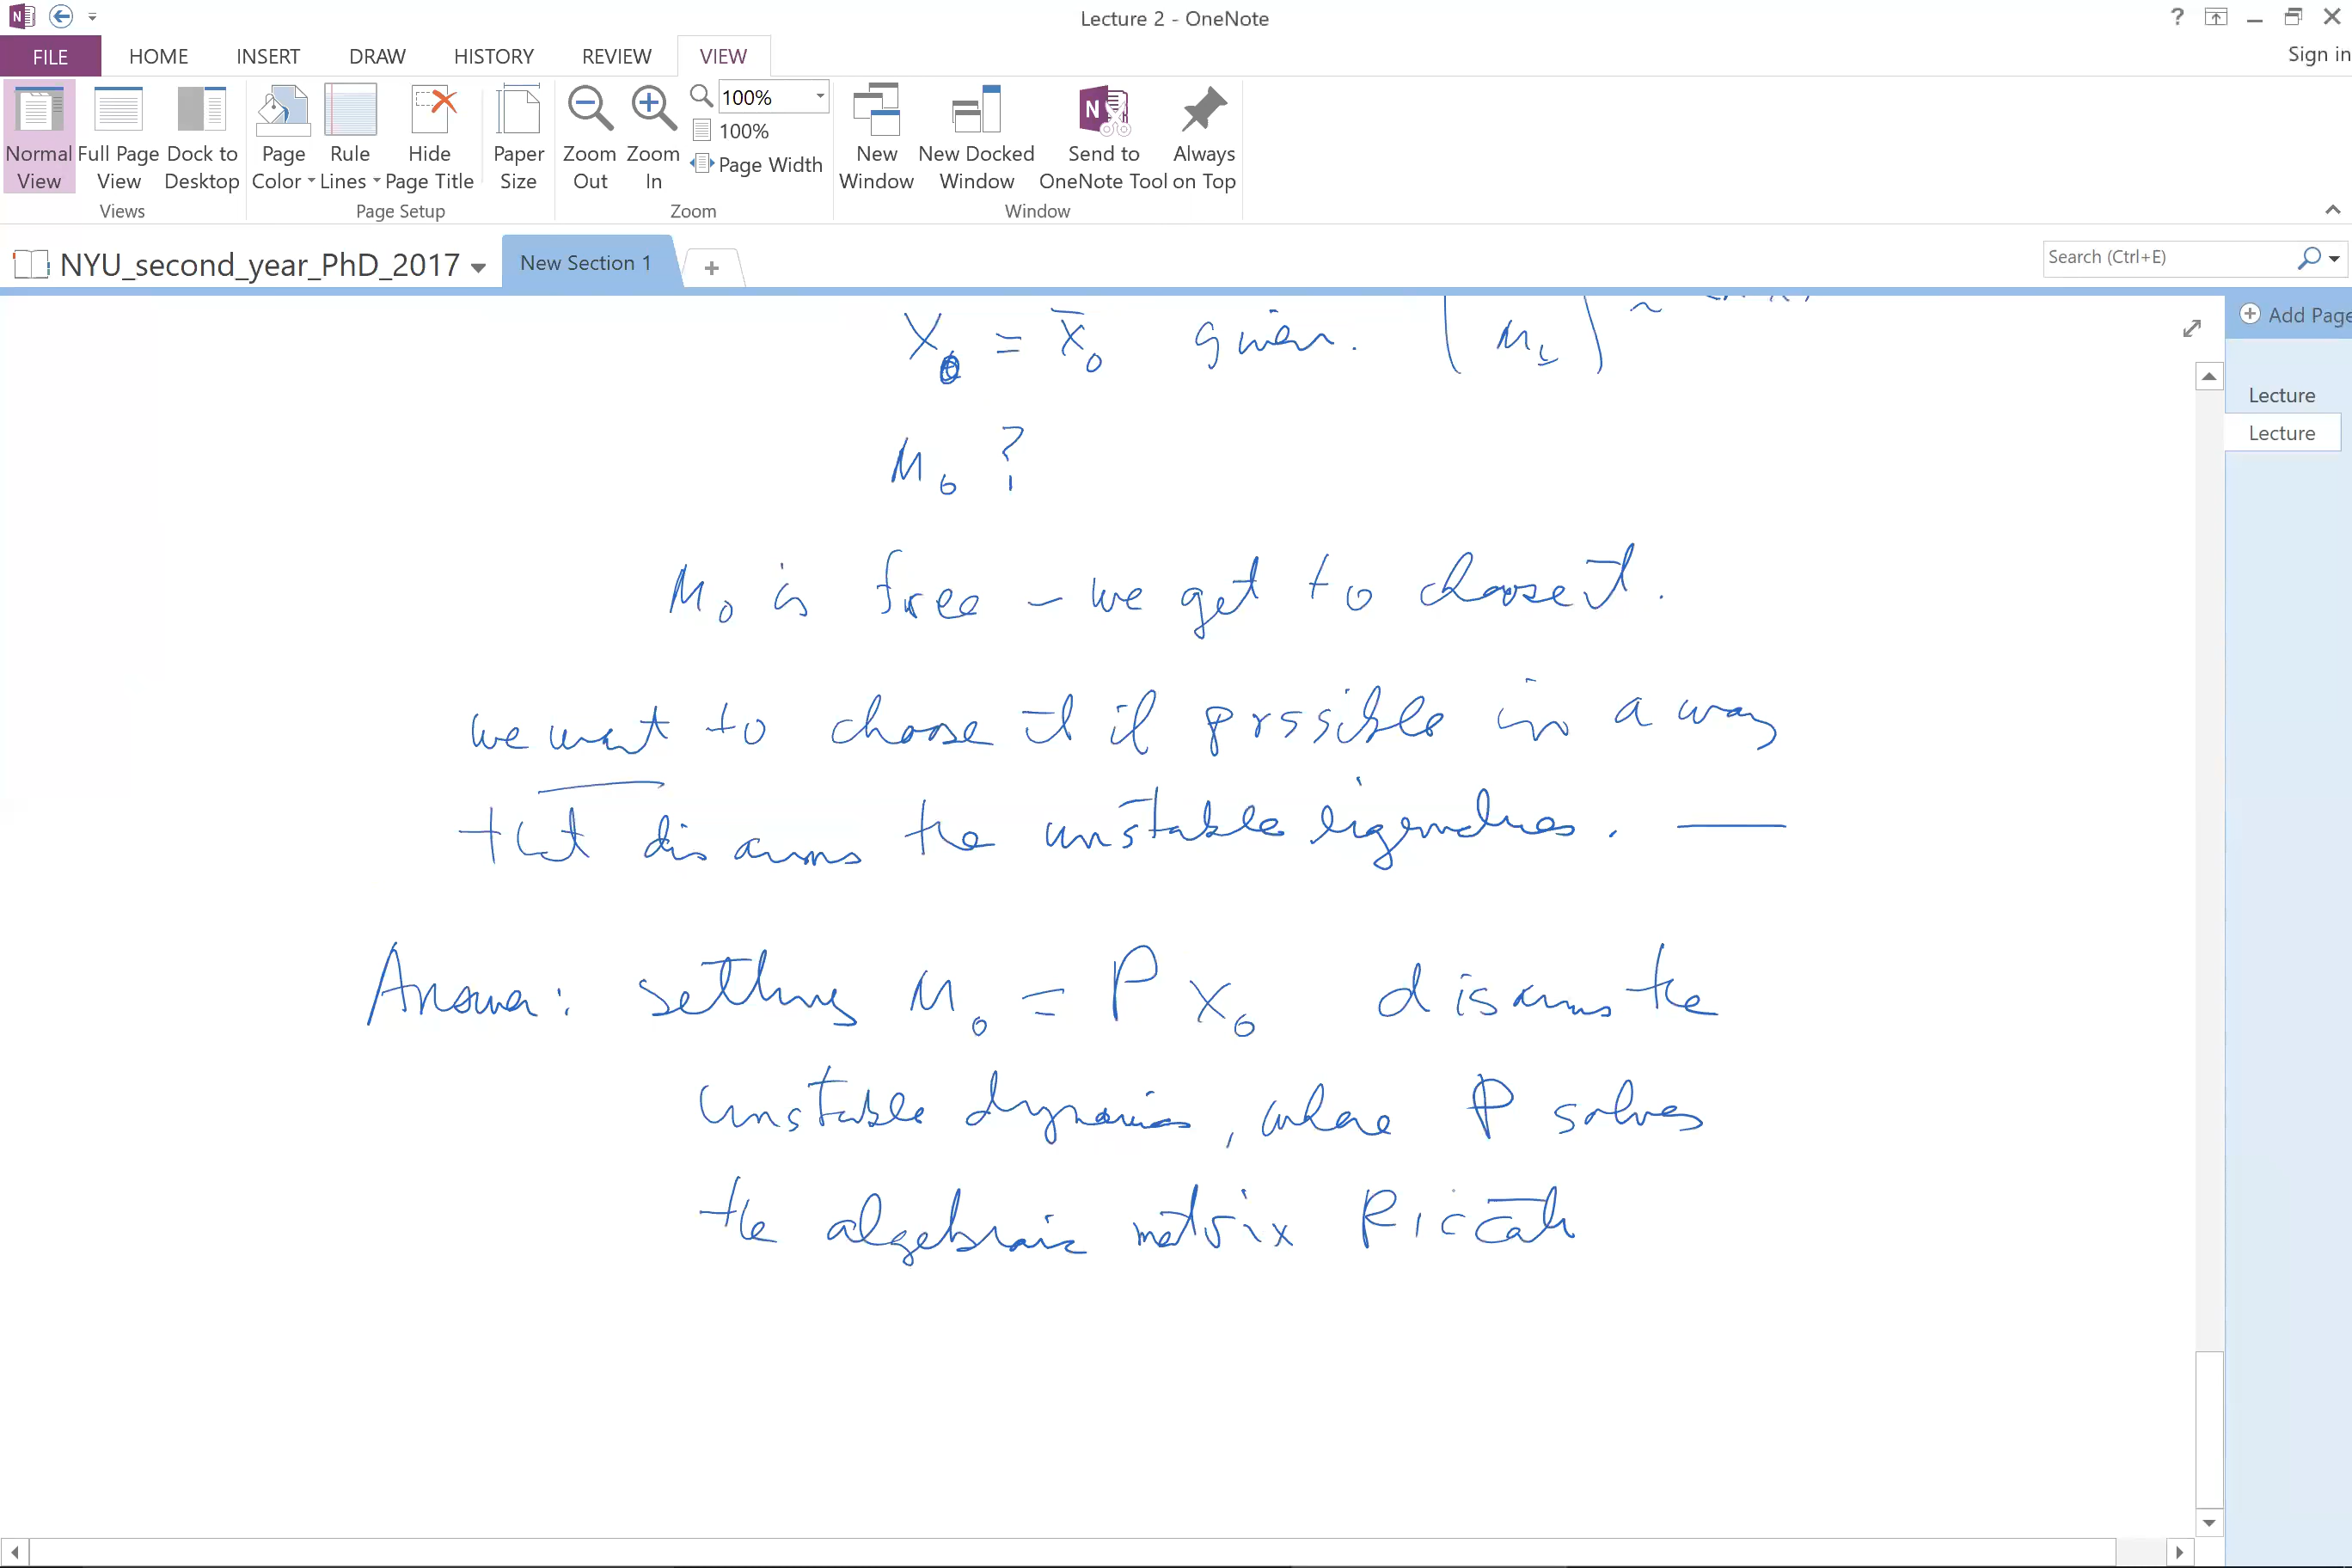 Lecture 2 - OneNote
FILE HOME INSERT DRAW HISTORY REVIEW VIEW
Sign in
Normal View
Full Page View
Dock to Desktop
Page Color
Rule Lines
Hide Page Title
Paper Size
Zoom Out
Zoom In
100%
100%
Page Width
New Window
New Docked Window
Send to OneNote Tool
Always on Top
Views Page Setup Zoom Window
NYU_second_year_PhD_2017 New Section 1 +
Search (Ctrl+E)
Add Page
Lecture
Lecture
X₀ = x̄₀ given.
M₀ ?
M₀ is free – we get to choose it.
we want to choose it if possible in a way
that disarms the unstable eigenvalues. —
Answer: setting M₀ = P X₀ disarms the
unstable dynamics, where P solves
the algebraic matrix Riccati